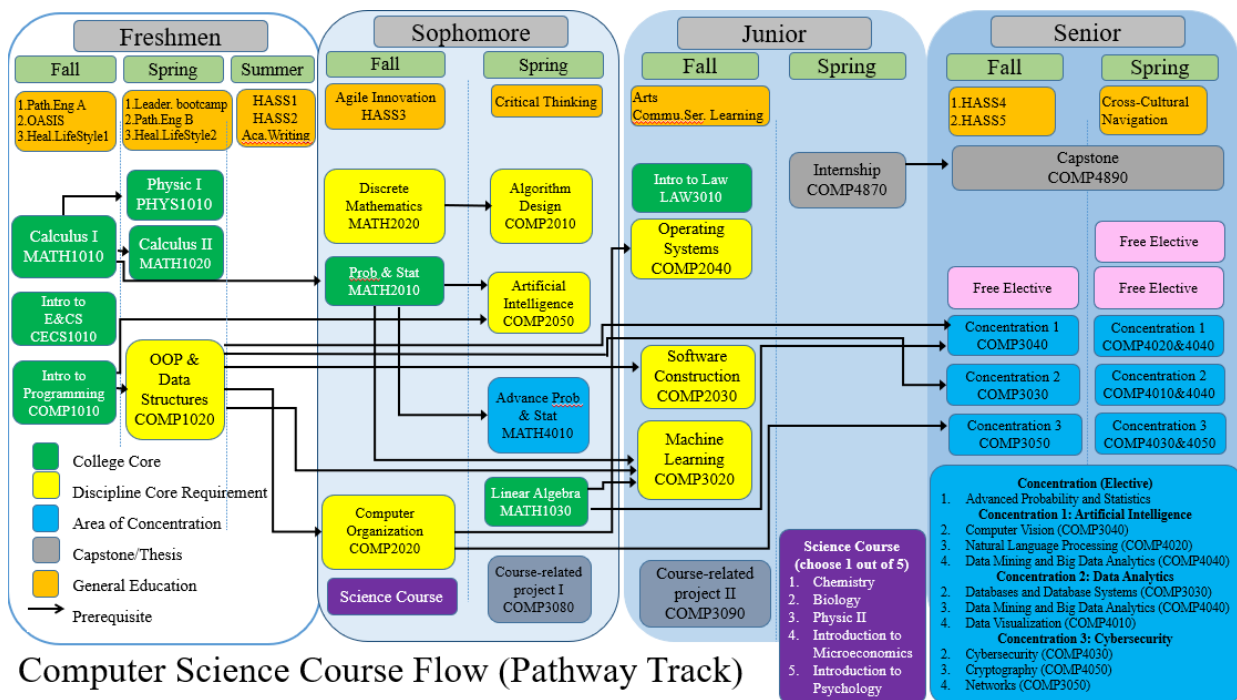 Freshmen
Fall
Spring
Summer
1.Path.Eng A
2.OASIS
3.Heal.LifeStyle1
1.Leader. bootcamp
2.Path.Eng B
3.Heal.LifeStyle2
HASS1
HASS2
Aca.Writing
Physic I
PHYS1010
Calculus I
MATH1010
Calculus II
MATH1020
Intro to
E&CS
CECS1010
Intro to
Programming
COMP1010
OOP &
Data
Structures
COMP1020
College Core
Discipline Core Requirement
Area of Concentration
Capstone/Thesis
General Education
Prerequisite
Sophomore
Fall
Spring
Agile Innovation
HASS3
Critical Thinking
Discrete
Mathematics
MATH2020
Algorithm
Design
COMP2010
Prob & Stat
MATH2010
Artificial
Intelligence
COMP2050
Advance Prob
& Stat
MATH4010
Linear Algebra
MATH1030
Computer
Organization
COMP2020
Science Course
Course-related
project I
COMP3080
Junior
Fall
Spring
Arts
Commu.Ser. Learning
Intro to Law
LAW3010
Internship
COMP4870
Operating
Systems
COMP2040
Software
Construction
COMP2030
Machine
Learning
COMP3020
Course-related
project II
COMP3090
Science Course
(choose 1 out of 5)
1. Chemistry
2. Biology
3. Physic II
4. Introduction to
Microeconomics
5. Introduction to
Psychology
Senior
Fall
Spring
1.HASS4
2.HASS5
Cross-Cultural
Navigation
Capstone
COMP4890
Free Elective
Free Elective
Free Elective
Concentration 1
COMP3040
Concentration 1
COMP4020&4040
Concentration 2
COMP3030
Concentration 2
COMP4010&4040
Concentration 3
COMP3050
Concentration 3
COMP4030&4050
Concentration (Elective)
1. Advanced Probability and Statistics
Concentration 1: Artificial Intelligence
2. Computer Vision (COMP3040)
3. Natural Language Processing (COMP4020)
4. Data Mining and Big Data Analytics (COMP4040)
Concentration 2: Data Analytics
2. Databases and Database Systems (COMP3030)
3. Data Mining and Big Data Analytics (COMP4040)
4. Data Visualization (COMP4010)
Concentration 3: Cybersecurity
2. Cybersecurity (COMP4030)
3. Cryptography (COMP4050)
4. Networks (COMP3050)
Computer Science Course Flow (Pathway Track)